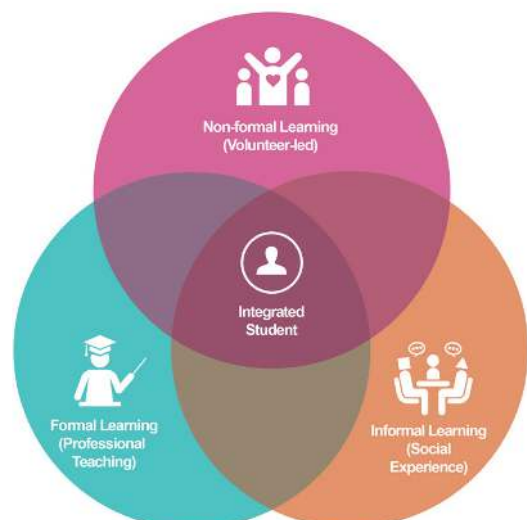 Non-formal Learning
(Volunteer-led)
Integrated
Student
Formal Learning
(Professional
Teaching)
Informal Learning
(Social
Experience)